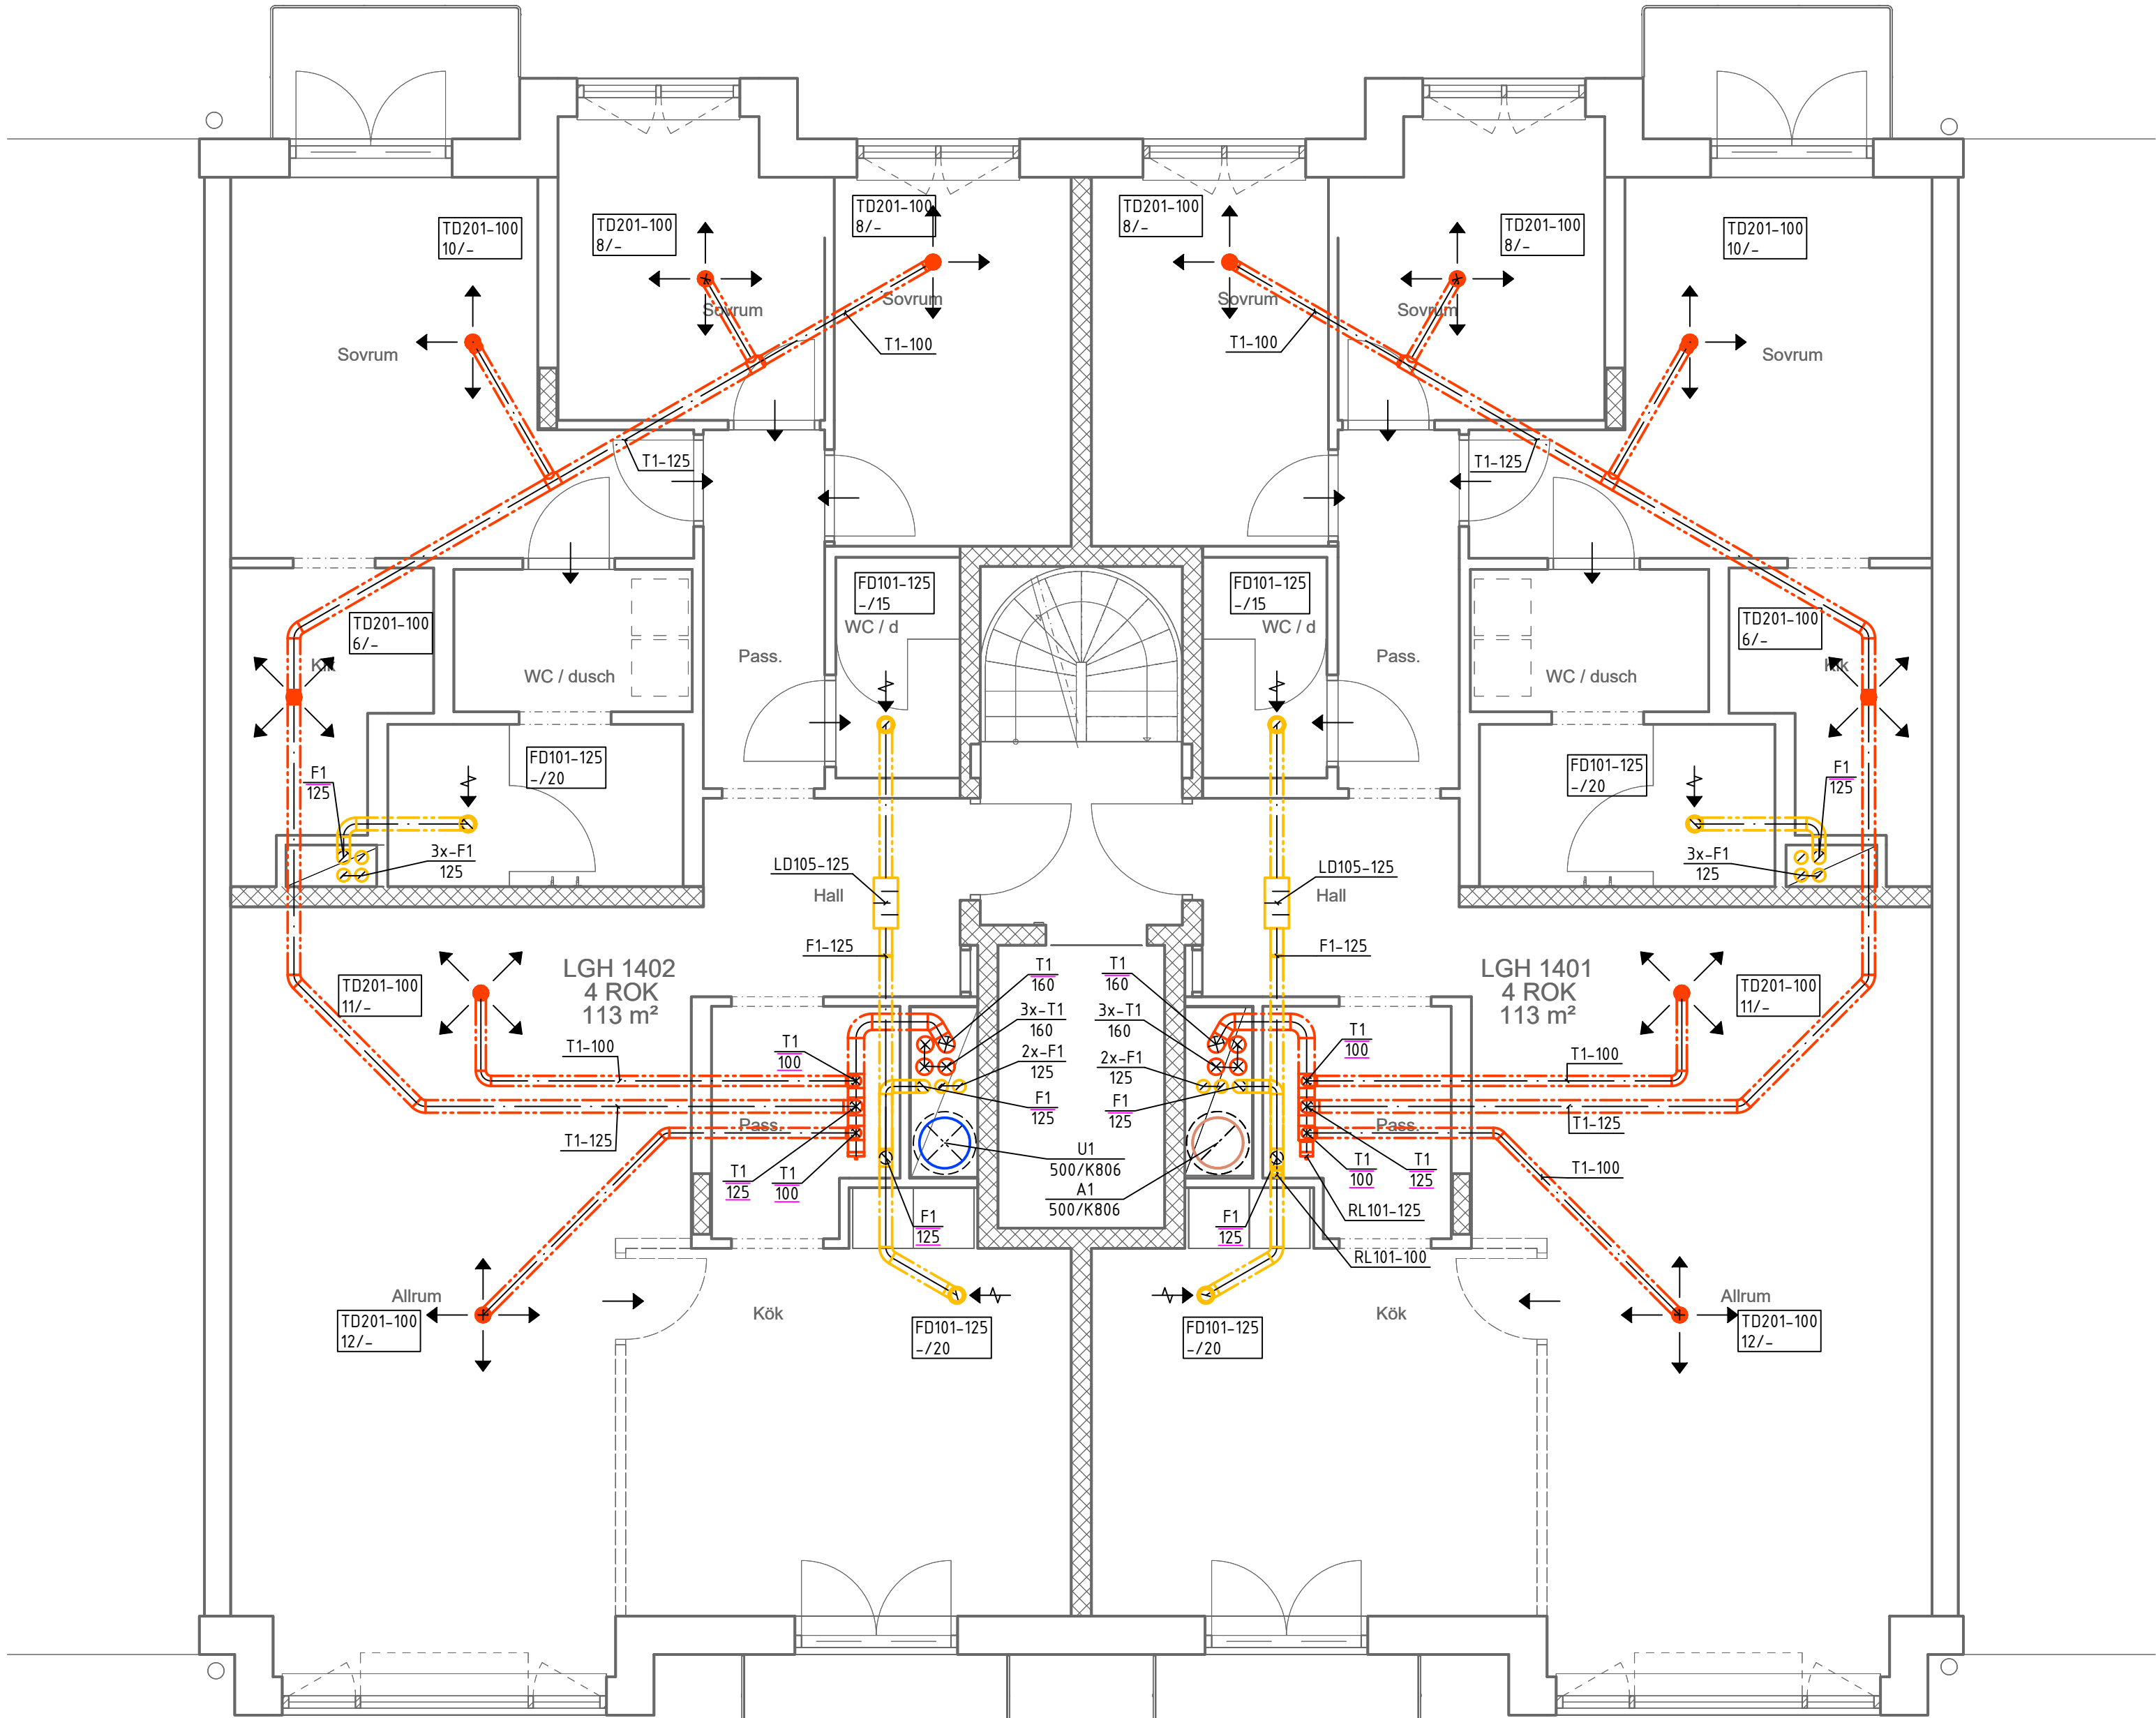 TD201-100
10/-
TD201-100
8/-
TD201-100
8/-
TD201-100
8/-
TD201-100
8/-
TD201-100
10/-
Sovrum
Sovrum
Sovrum
Sovrum
Sovrum
Sovrum
T1-100
T1-100
T1-125
T1-125
FD101-125
-/15
WC / d
FD101-125
-/15
WC / d
TD201-100
6/-
Klk
WC / dusch
Pass.
Pass.
WC / dusch
TD201-100
6/-
Klk
FD101-125
-/20
FD101-125
-/20
F1
125
F1
125
3x-F1
125
3x-F1
125
LD105-125
Hall
LD105-125
Hall
F1-125
F1-125
LGH 1402
4 ROK
113 m²
LGH 1401
4 ROK
113 m²
TD201-100
11/-
TD201-100
11/-
T1
160
T1
160
3x-T1
160
3x-T1
160
T1-100
T1
100
2x-F1
125
2x-F1
125
T1
100
T1-100
F1
125
F1
125
T1-125
Pass.
Pass.
T1-125
T1
125
T1
100
U1
500/K806
A1
500/K806
T1
100
T1
125
T1-100
F1
125
F1
125
RL101-125
RL101-100
Allrum
TD201-100
12/-
Kök
FD101-125
-/20
FD101-125
-/20
Kök
Allrum
TD201-100
12/-